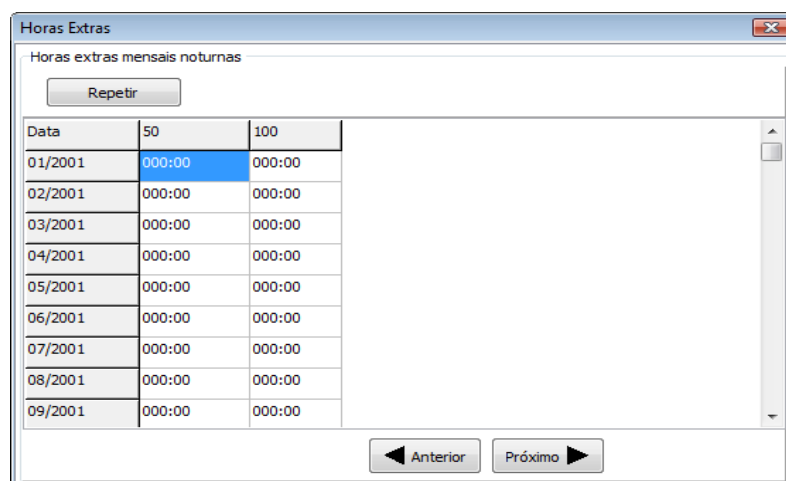 Horas Extras
Horas extras mensais noturnas
Repetir
Data 50 100
01/2001 000:00 000:00
02/2001 000:00 000:00
03/2001 000:00 000:00
04/2001 000:00 000:00
05/2001 000:00 000:00
06/2001 000:00 000:00
07/2001 000:00 000:00
08/2001 000:00 000:00
09/2001 000:00 000:00
Anterior Próximo